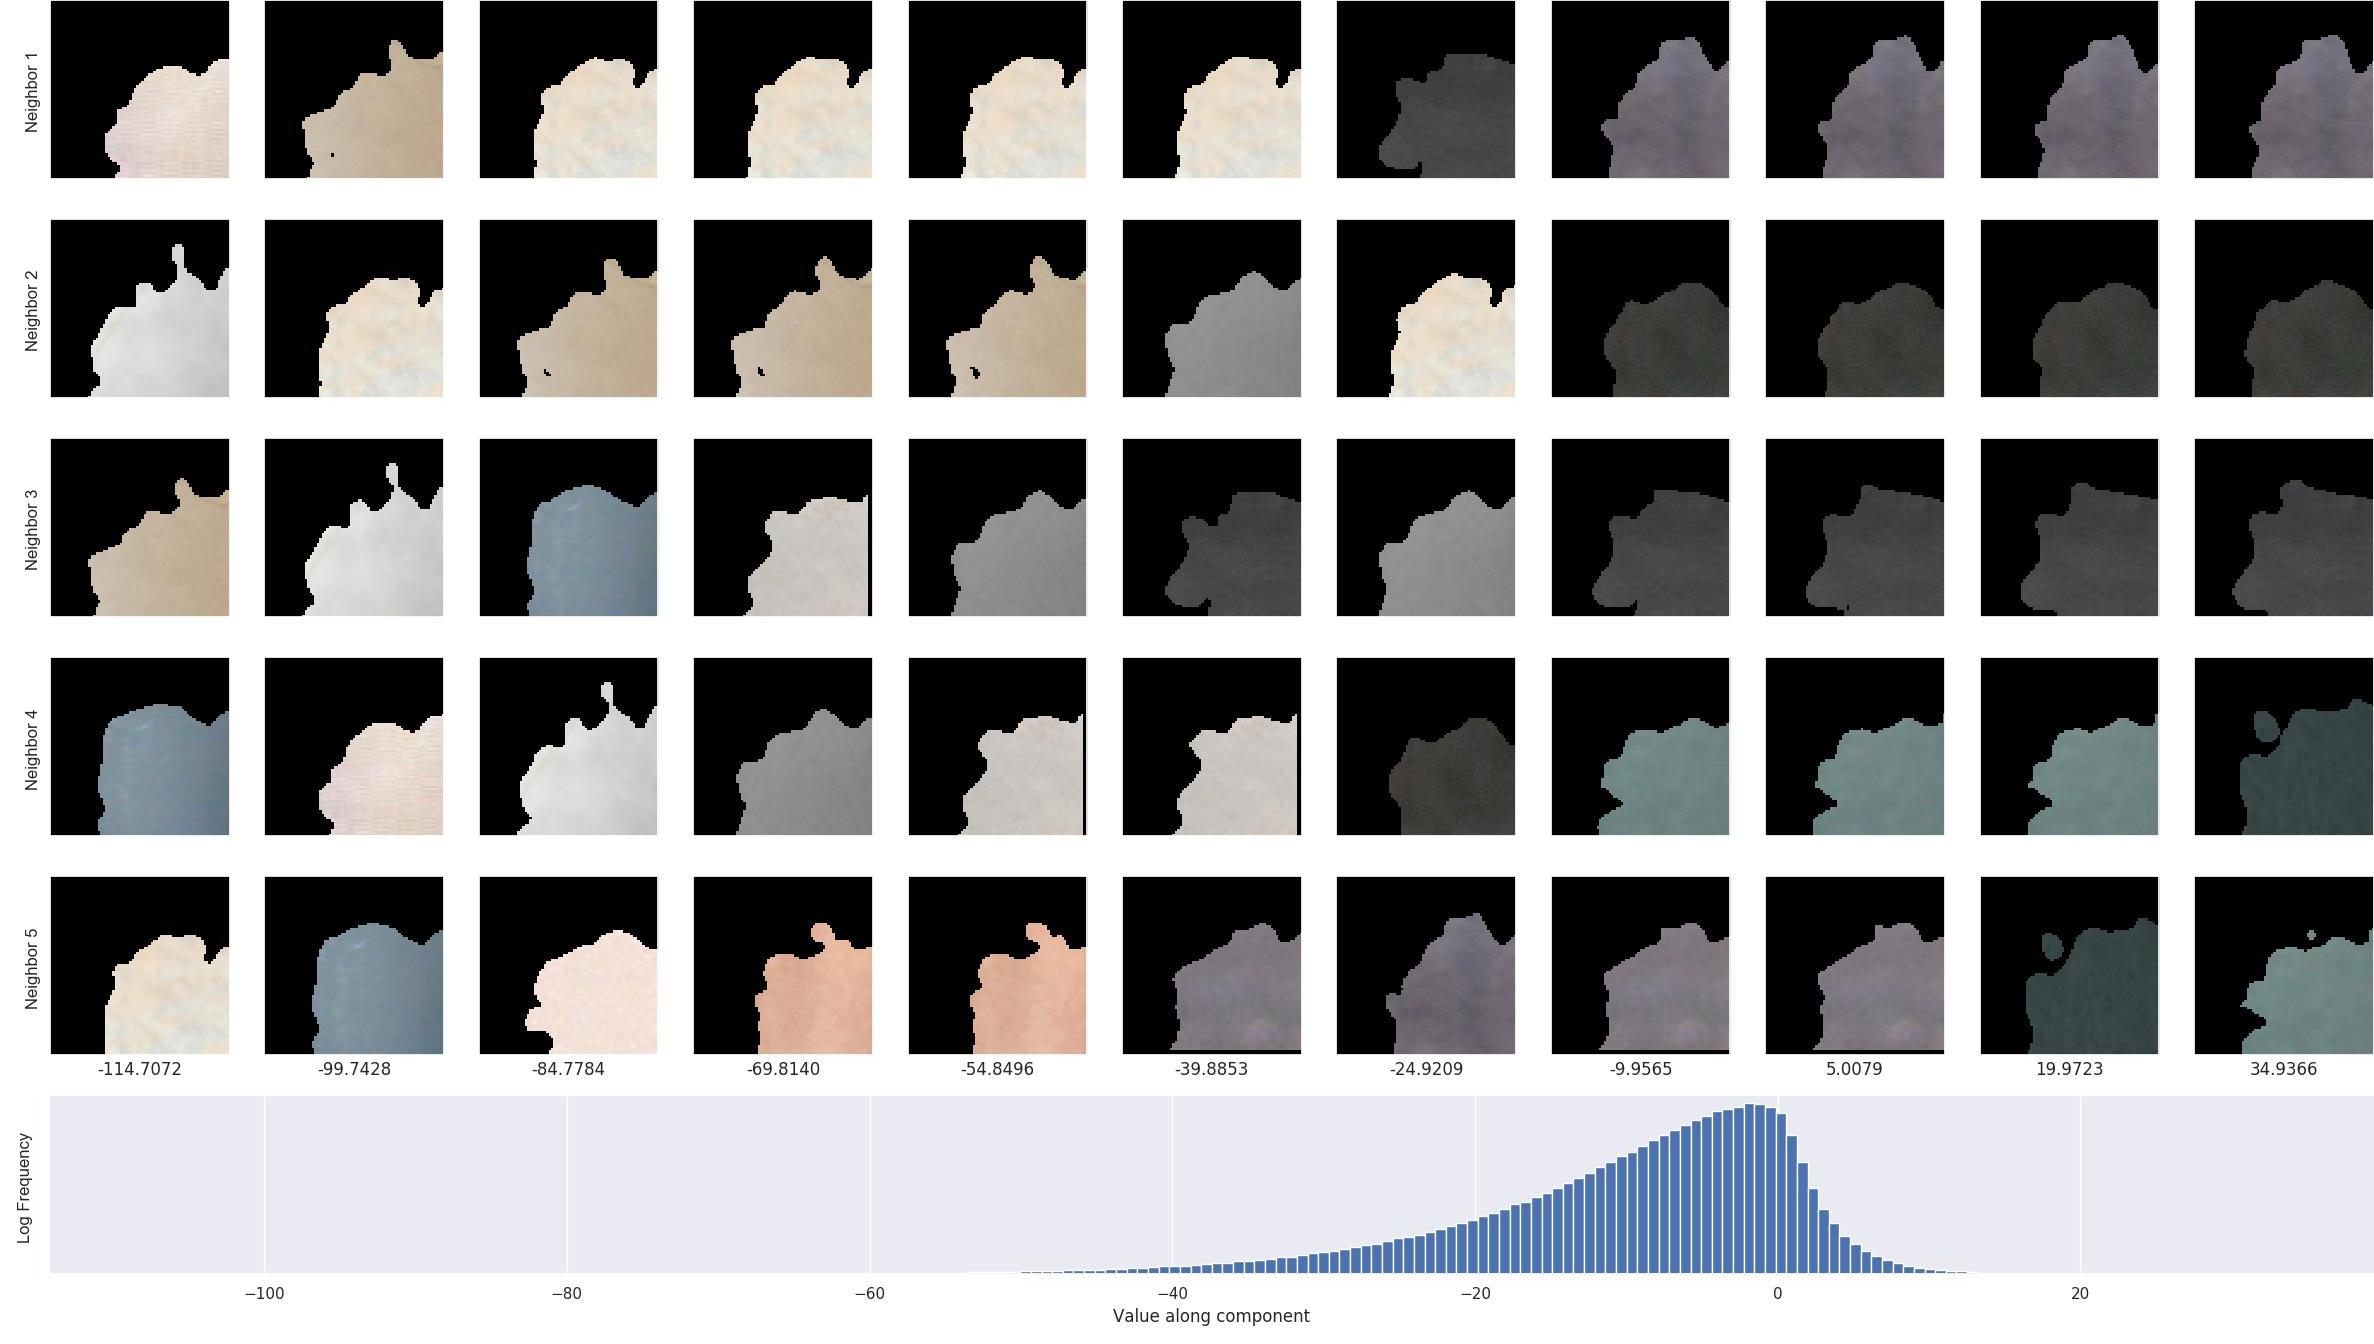 Neighbor 1
Neighbor 2
Neighbor 3
Neighbor 4
Neighbor 5
-114.7072 -99.7428 -84.7784 -69.8140 -54.8496 -39.8853 -24.9209 -9.9565 5.0079 19.9723 34.9366
Log Frequency
−100 −80 −60 −40 −20 0 20
Value along component